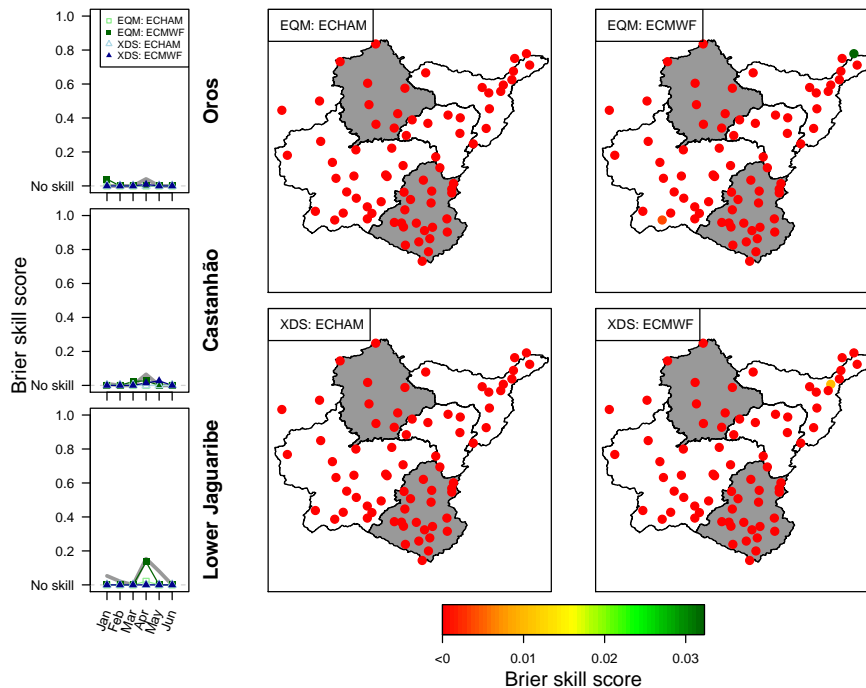 Brier skill score
1.0
0.8
0.6
0.4
0.2
No skill
EQM: ECHAM
EQM: ECMWF
XDS: ECHAM
XDS: ECMWF
Oros
1.0
0.8
0.6
0.4
0.2
No skill
Castanhão
1.0
0.8
0.6
0.4
0.2
No skill
Lower Jaguaribe
Jan
Feb
Mar
Apr
May
Jun
EQM: ECHAM
EQM: ECMWF
XDS: ECHAM
XDS: ECMWF
<0
0.01
0.02
0.03
Brier skill score